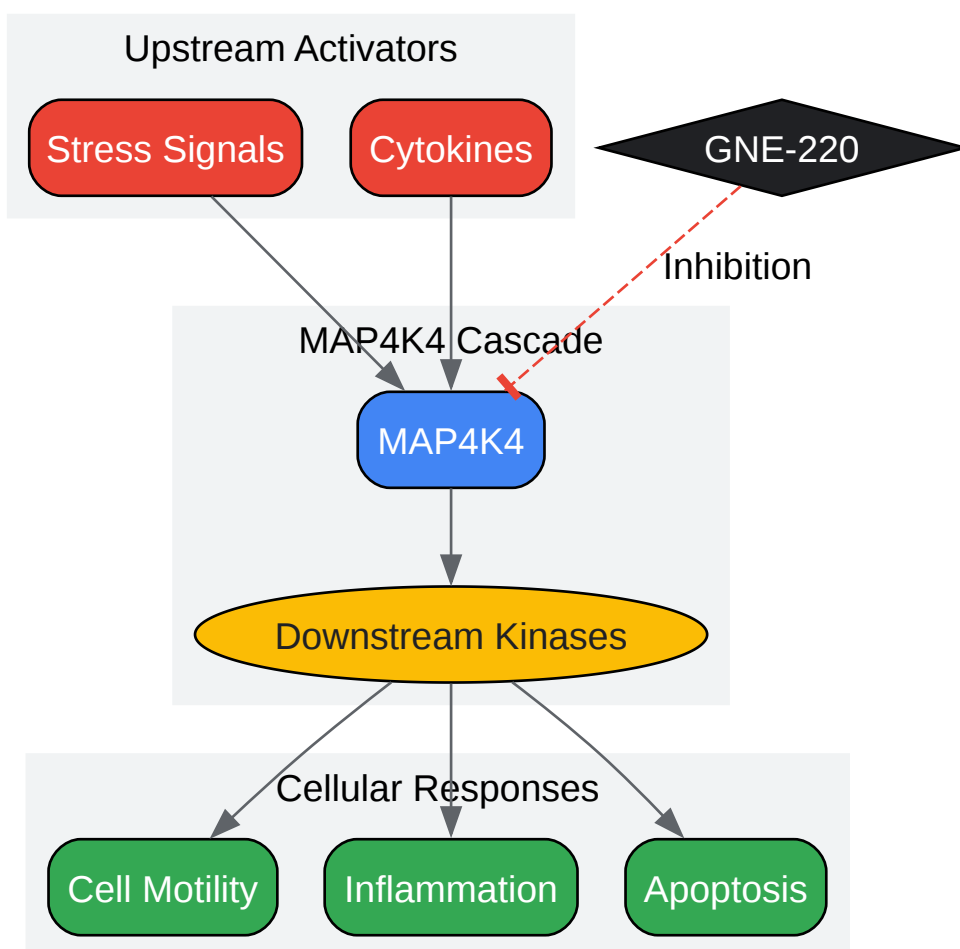 Upstream Activators
Stress Signals
Cytokines
GNE-220
Inhibition
MAP4K4 Cascade
MAP4K4
Downstream Kinases
Cellular Responses
Cell Motility
Inflammation
Apoptosis